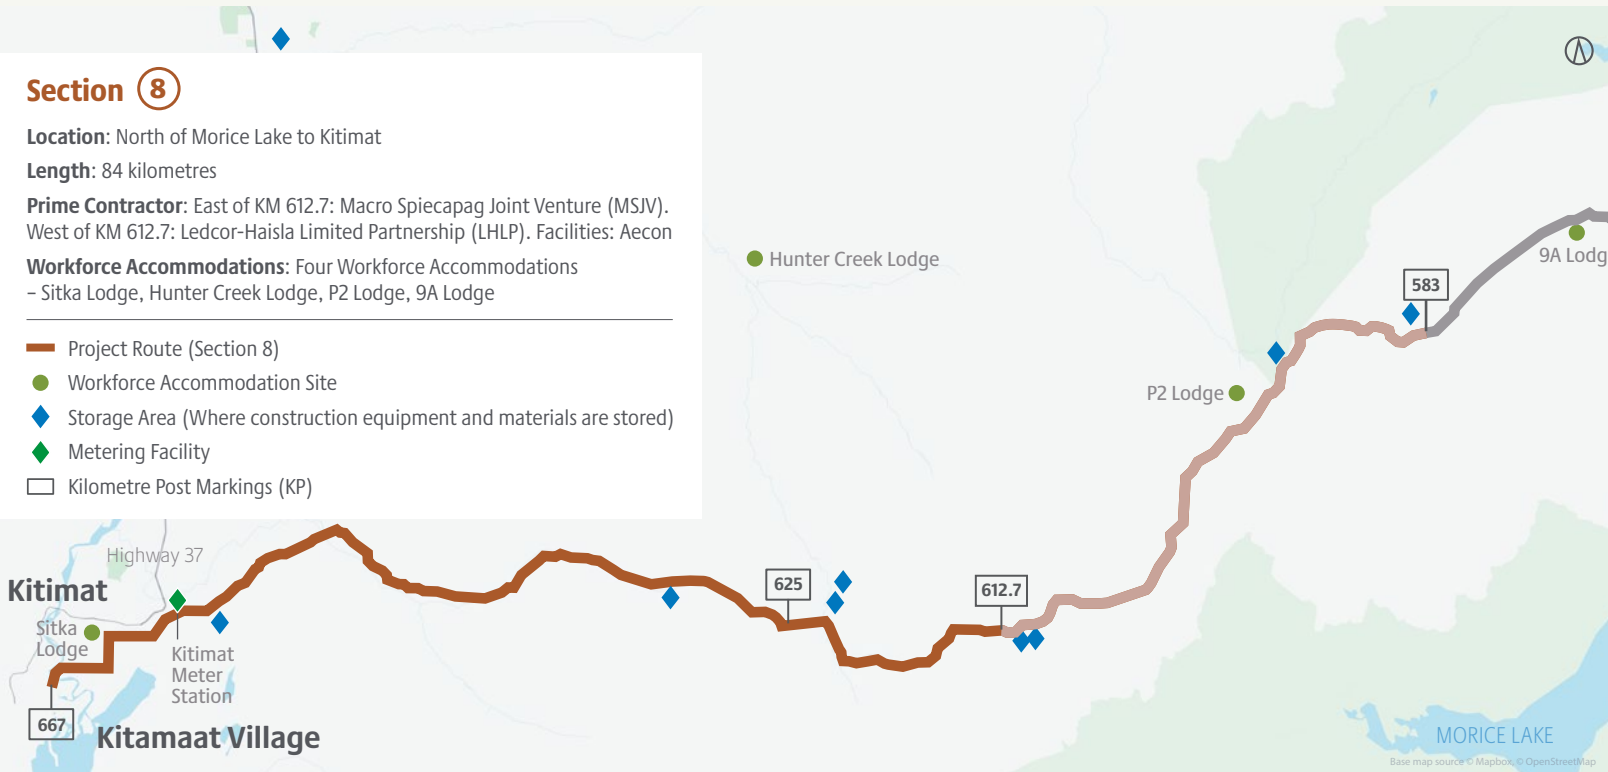 Section 8
Location: North of Morice Lake to Kitimat
Length: 84 kilometres
Prime Contractor: East of KM 612.7: Macro Spiecapag Joint Venture (MSJV).
West of KM 612.7: Ledcor-Haisla Limited Partnership (LHLP). Facilities: Aecon
Workforce Accommodations: Four Workforce Accommodations
– Sitka Lodge, Hunter Creek Lodge, P2 Lodge, 9A Lodge
Project Route (Section 8)
Workforce Accommodation Site
Storage Area (Where construction equipment and materials are stored)
Metering Facility
Kilometre Post Markings (KP)
Hunter Creek Lodge
9A Lodg
583
P2 Lodge
Highway 37
Kitimat
625
612.7
Sitka
Lodge
Kitimat
Meter
Station
667
Kitamaat Village
MORICE LAKE
Base map source © Mapbox, © OpenStreetMap